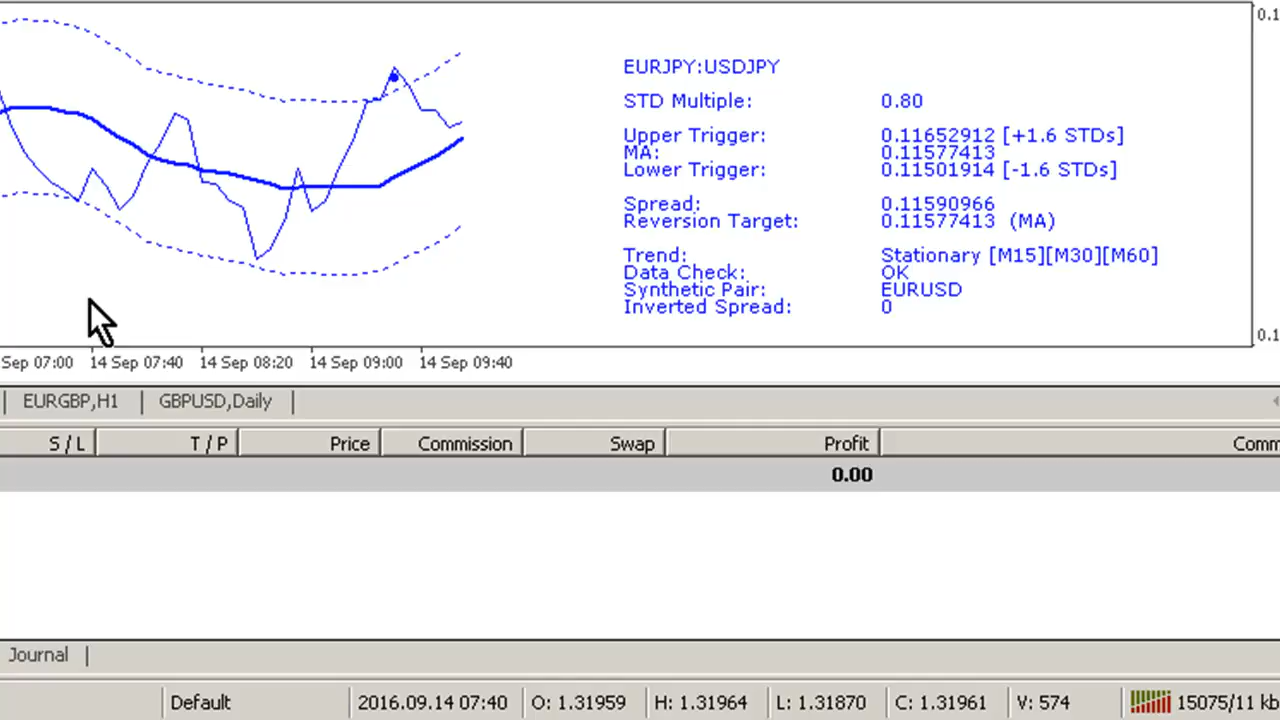 0.1
EURJPY:USDJPY
STD Multiple: 0.80
Upper Trigger: 0.11652912 [+1.6 STDs]
MA: 0.11577413
Lower Trigger: 0.11501914 [-1.6 STDs]
Spread: 0.11590966
Reversion Target: 0.11577413 (MA)
Trend: Stationary [M15][M30][M60]
Data Check: OK
Synthetic Pair: EURUSD
Inverted Spread: 0
0.1
Sep 07:00 14 Sep 07:40 14 Sep 08:20 14 Sep 09:00 14 Sep 09:40
EURGBP,H1 | GBPUSD,Daily |
S / L T / P Price Commission Swap Profit Comm
0.00
Journal |
Default 2016.09.14 07:40 O: 1.31959 H: 1.31964 L: 1.31870 C: 1.31961 V: 574 15075/11 kb